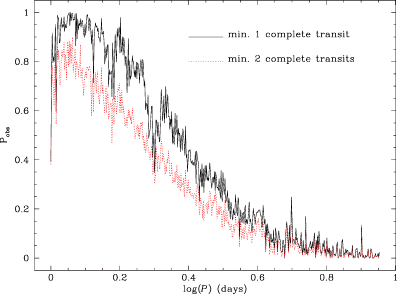 1
0.8
0.6
0.4
0.2
0
p_obs
min. 1 complete transit
min. 2 complete transits
0 0.2 0.4 0.6 0.8 1
log(P) (days)